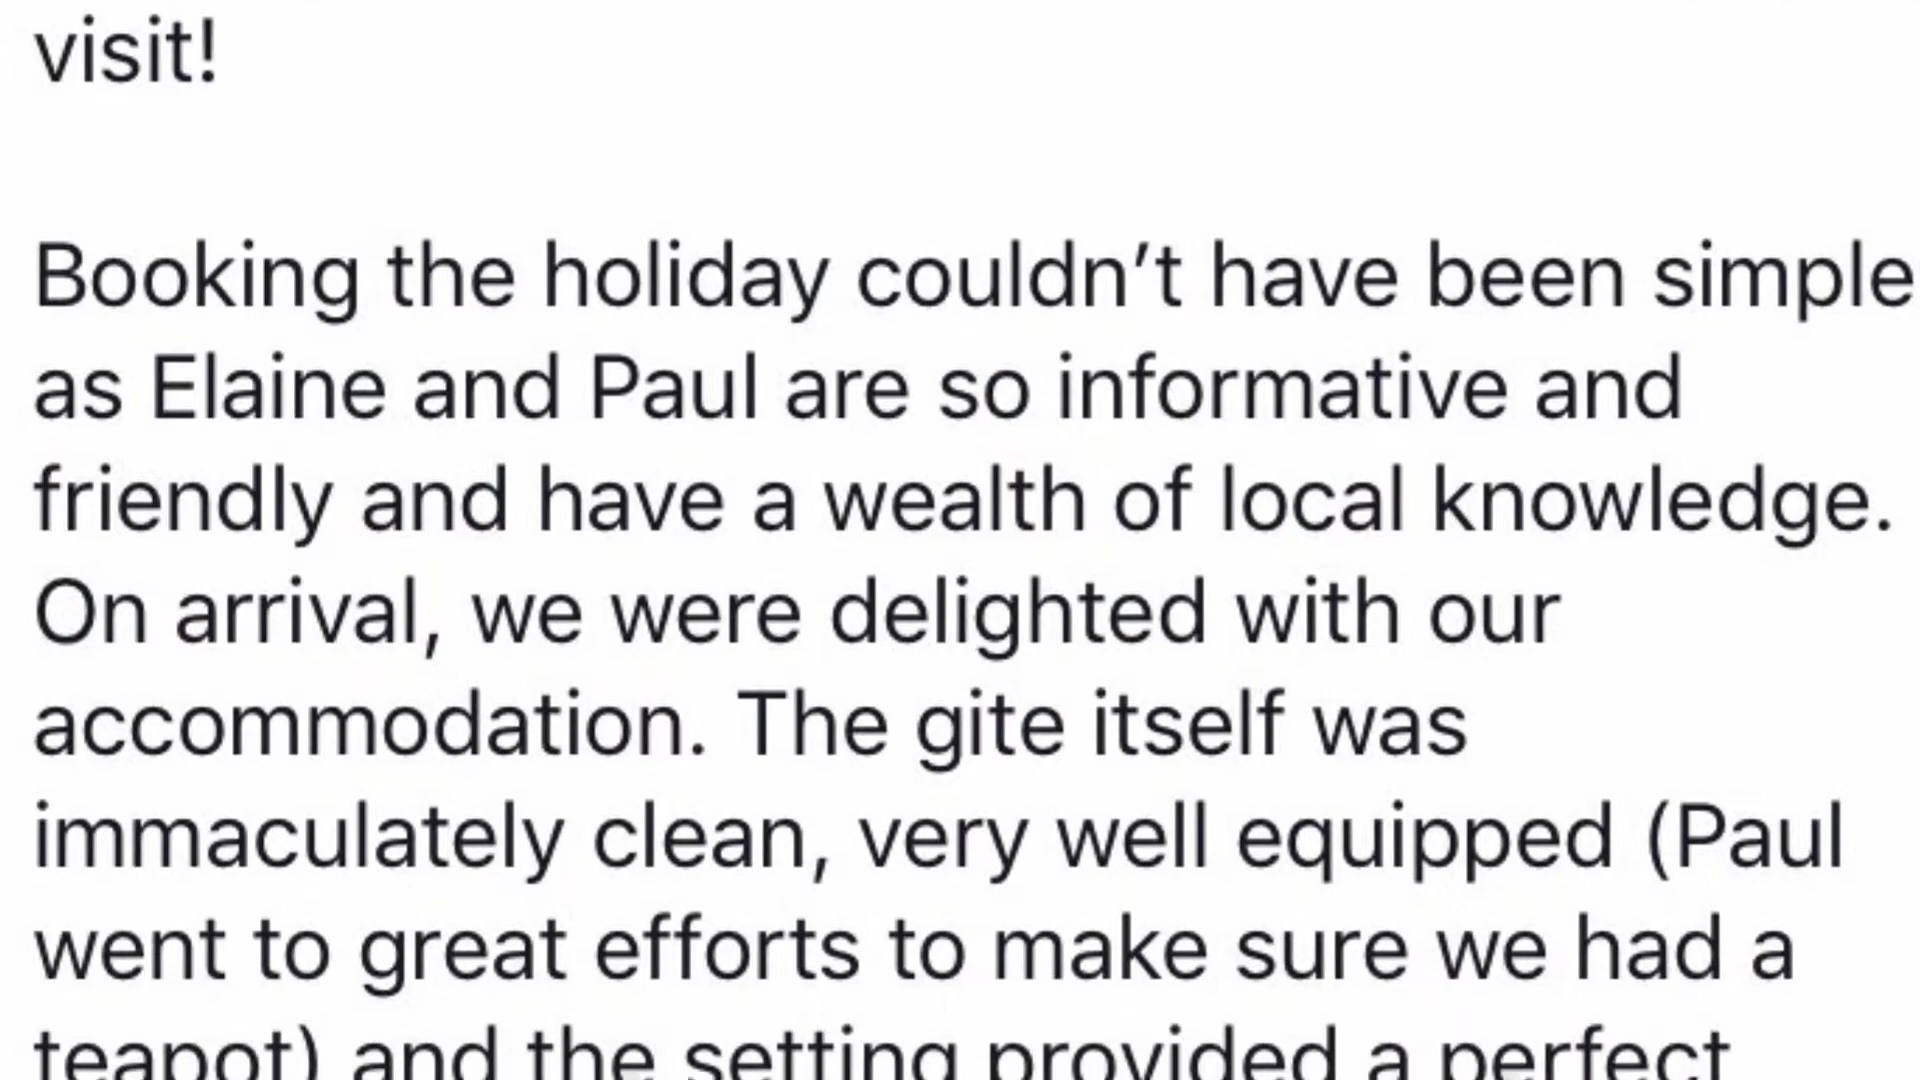 visit!
Booking the holiday couldn’t have been simple
as Elaine and Paul are so informative and
friendly and have a wealth of local knowledge.
On arrival, we were delighted with our
accommodation. The gite itself was
immaculately clean, very well equipped (Paul
went to great efforts to make sure we had a
teapot) and the setting provided a perfect